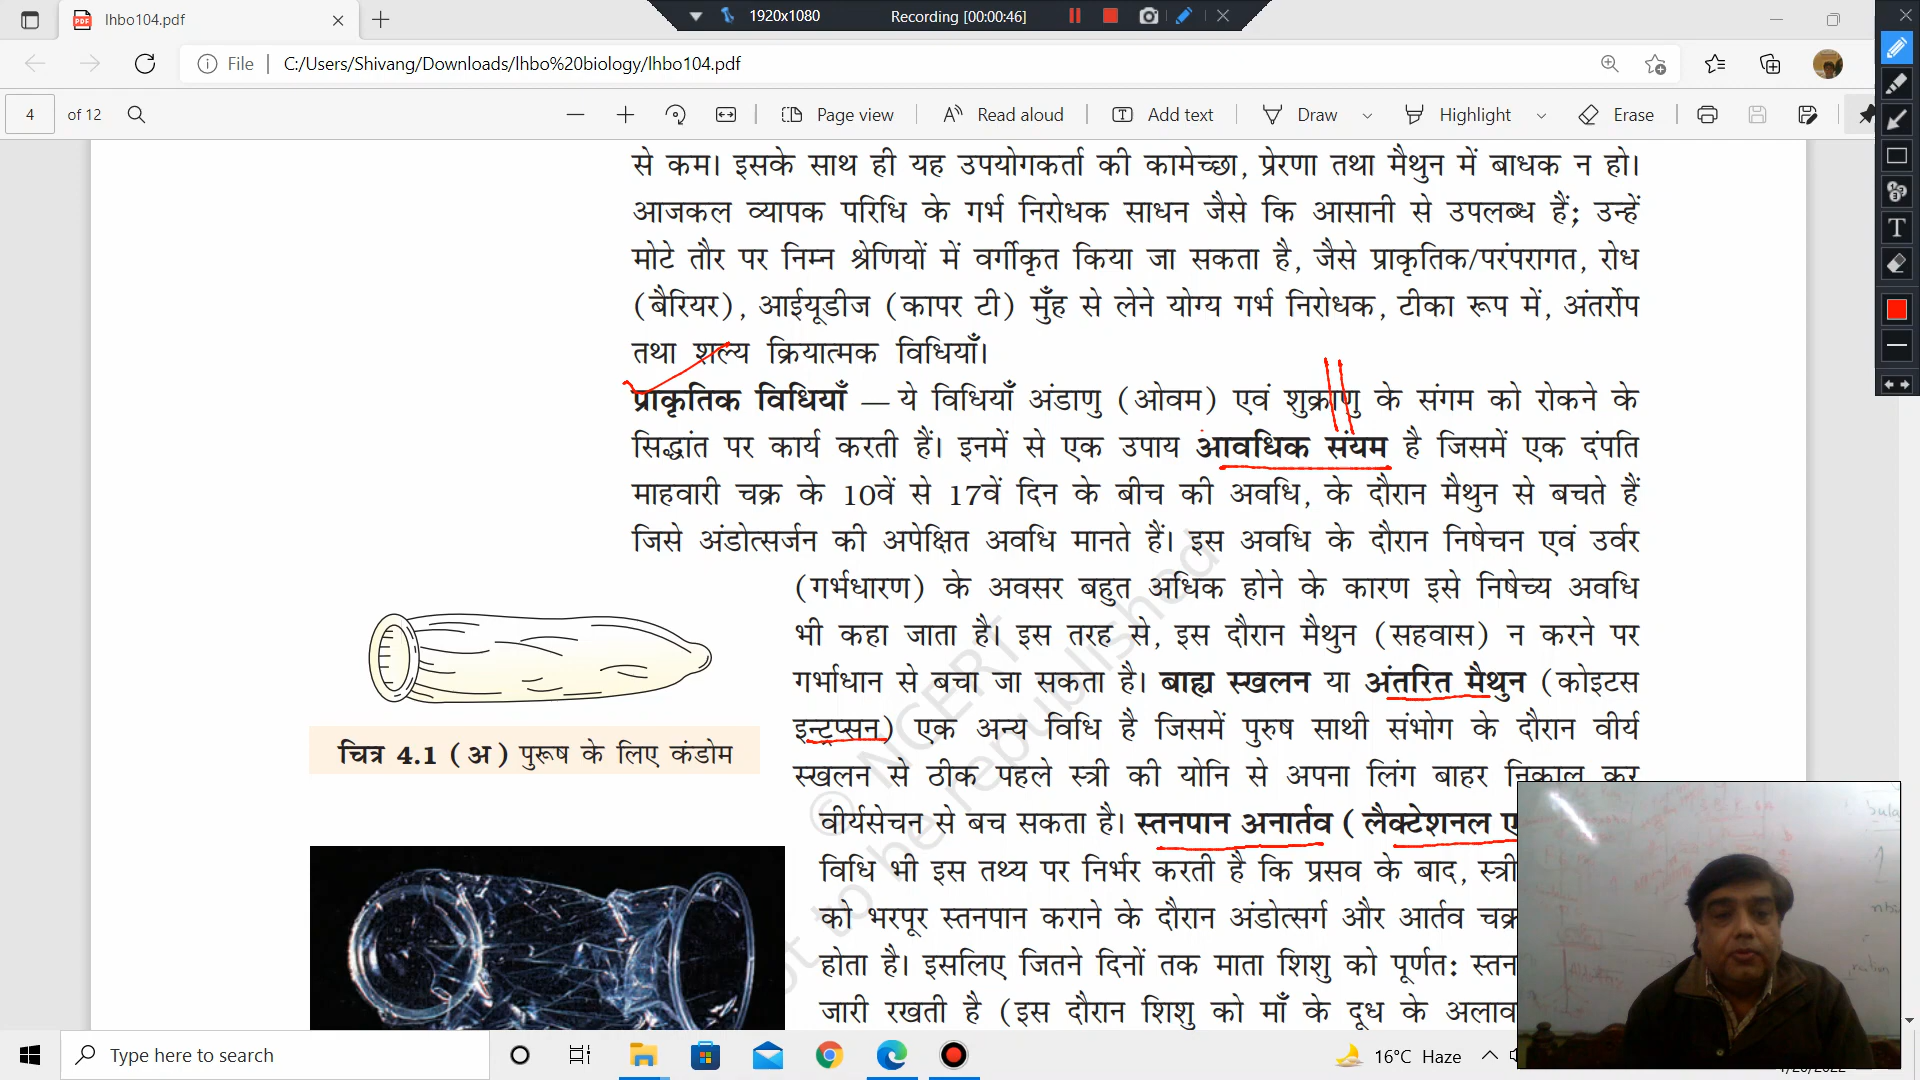 lhbo104.pdf
1920x1080
Recording [00:00:46]
File
C:/Users/Shivang/Downloads/lhbo%20biology/lhbo104.pdf
4 of 12
Page view
Read aloud
Add text
Draw
Highlight
Erase
से कम। इसके साथ ही यह उपयोगकर्ता की कामेच्छा, प्रेरणा तथा मैथुन में बाधक न हो।
आजकल व्यापक परिधि के गर्भ निरोधक साधन जैसे कि आसानी से उपलब्ध हैं; उन्हें
मोटे तौर पर निम्न श्रेणियों में वर्गीकृत किया जा सकता है, जैसे प्राकृतिक/परंपरागत, रोध
(बैरियर), आईयूडीज (कापर टी) मुँह से लेने योग्य गर्भ निरोधक, टीका रूप में, अंतर्रोप
तथा शल्य क्रियात्मक विधियाँ।
प्राकृतिक विधियाँ — ये विधियाँ अंडाणु (ओवम) एवं शुक्राणु के संगम को रोकने के
सिद्धांत पर कार्य करती हैं। इनमें से एक उपाय आवधिक संयम है जिसमें एक दंपति
माहवारी चक्र के 10वें से 17वें दिन के बीच की अवधि, के दौरान मैथुन से बचते हैं
जिसे अंडोत्सर्जन की अपेक्षित अवधि मानते हैं। इस अवधि के दौरान निषेचन एवं उर्वर
(गर्भधारण) के अवसर बहुत अधिक होने के कारण इसे निषेच्य अवधि
भी कहा जाता है। इस तरह से, इस दौरान मैथुन (सहवास) न करने पर
गर्भाधान से बचा जा सकता है। बाह्य स्खलन या अंतरित मैथुन (कोइटस
इन्ट्रप्सन) एक अन्य विधि है जिसमें पुरुष साथी संभोग के दौरान वीर्य
स्खलन से ठीक पहले स्त्री की योनि से अपना लिंग बाहर निकाल कर
वीर्यसेचन से बच सकता है। स्तनपान अनार्तव ( लैक्टेशनल ए
विधि भी इस तथ्य पर निर्भर करती है कि प्रसव के बाद, स्त्री
को भरपूर स्तनपान कराने के दौरान अंडोत्सर्ग और आर्तव चक्र
होता है। इसलिए जितने दिनों तक माता शिशु को पूर्णत: स्तन
जारी रखती है (इस दौरान शिशु को माँ के दूध के अलाव
चित्र 4.1 (अ) पुरूष के लिए कंडोम
© NCERT
not to be republished
Type here to search
16°C Haze